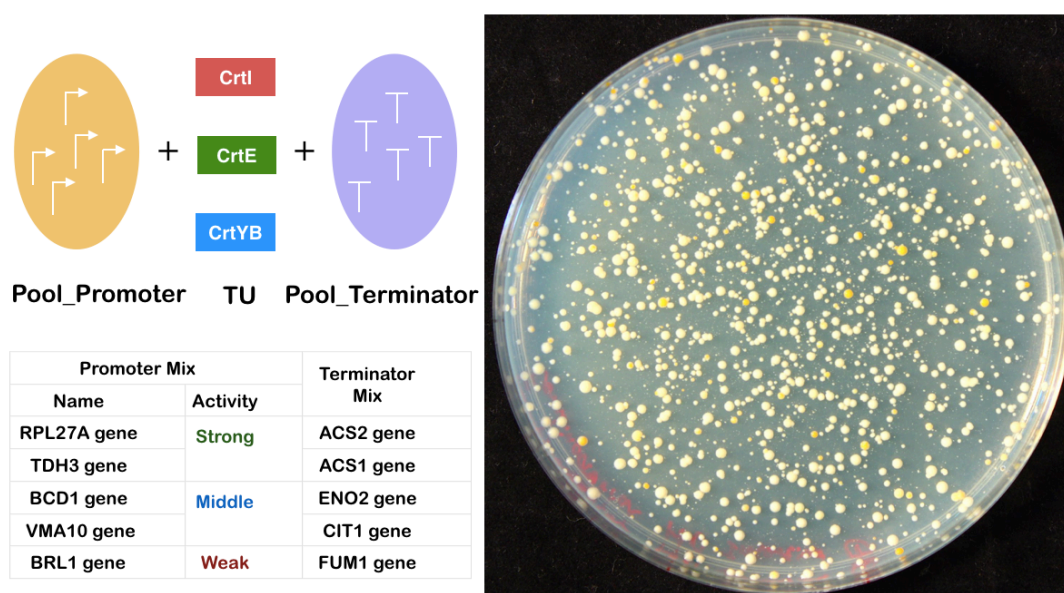 CrtI
+ CrtE +
CrtYB
Pool_Promoter TU Pool_Terminator
Promoter Mix Terminator Mix
Name Activity
RPL27A gene Strong ACS2 gene
TDH3 gene ACS1 gene
BCD1 gene Middle ENO2 gene
VMA10 gene CIT1 gene
BRL1 gene Weak FUM1 gene